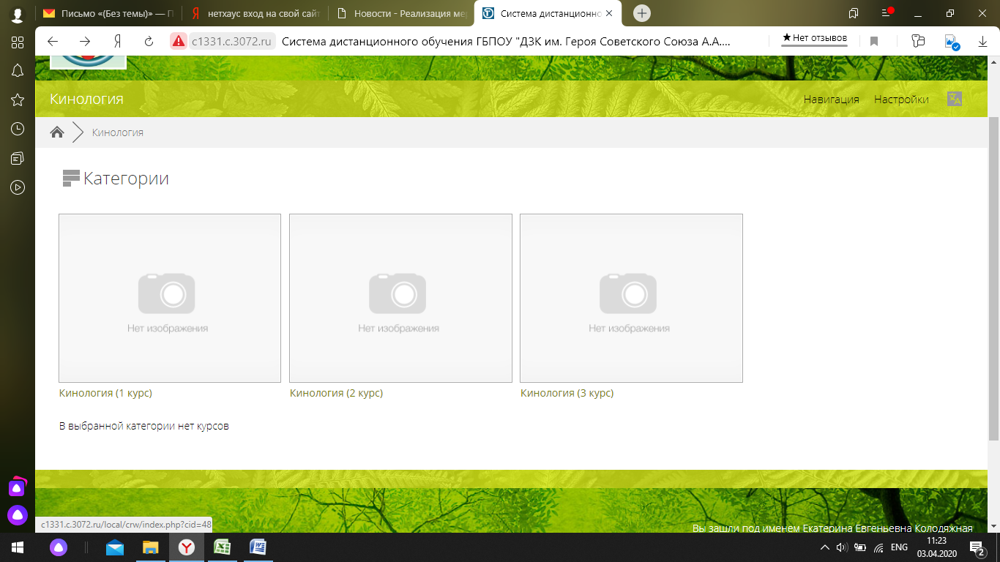 Письмо «(Без темы)» — П
нетхаус вход на свой сайт
Новости - Реализация мер
Система дистанционно
c1331.c.3072.ru Система дистанционного обучения ГБПОУ "ДЗК им. Героя Советского Союза А.А....
★Нет отзывов
Кинология
Навигация Настройки
Кинология
Категории
Нет изображения Нет изображения Нет изображения
Кинология (1 курс) Кинология (2 курс) Кинология (3 курс)
В выбранной категории нет курсов
c1331.c.3072.ru/local/crw/index.php?cid=48
Вы зашли под именем Екатерина Евгеньевна Колодяжная
ENG
11:23
03.04.2020
2